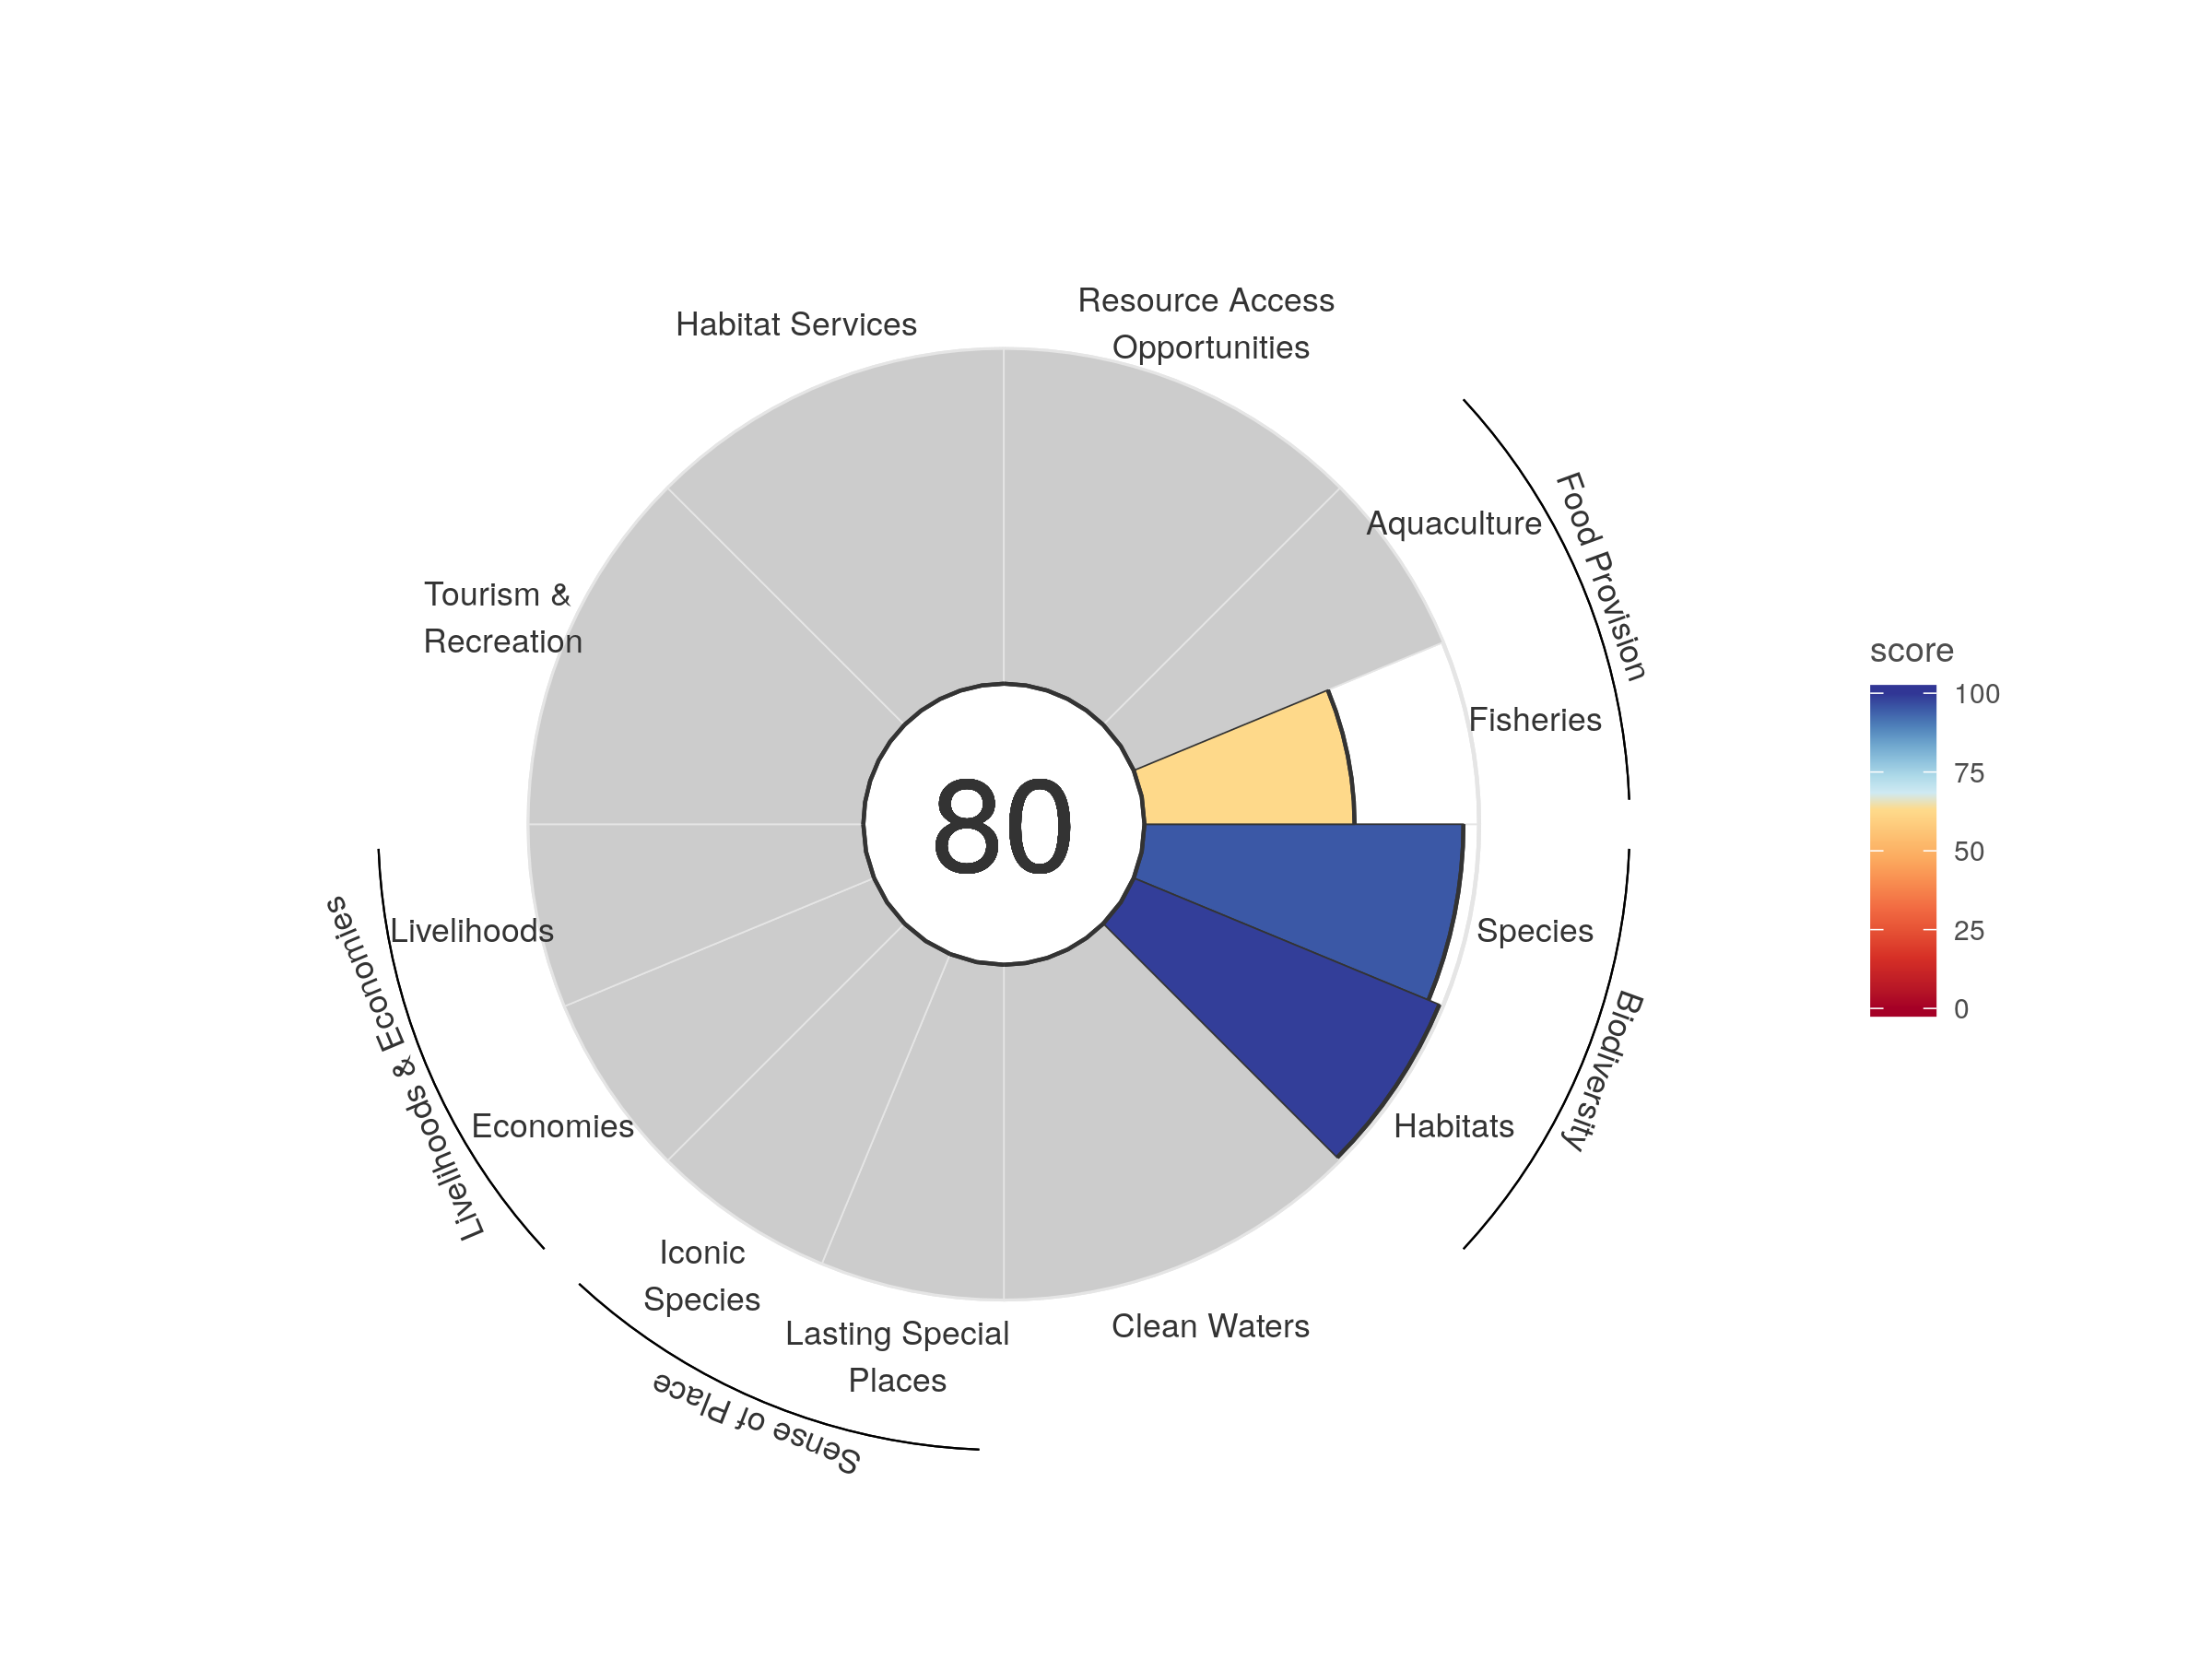 Resource Access
Opportunities
Habitat Services
Aquaculture
Food Provision
Tourism &
Recreation
Fisheries
score
100
75
50
25
0
80
Livelihoods
Species
Livelihoods & Economies
Biodiversity
Economies
Habitats
Iconic
Species
Lasting Special
Places
Clean Waters
Sense of Place